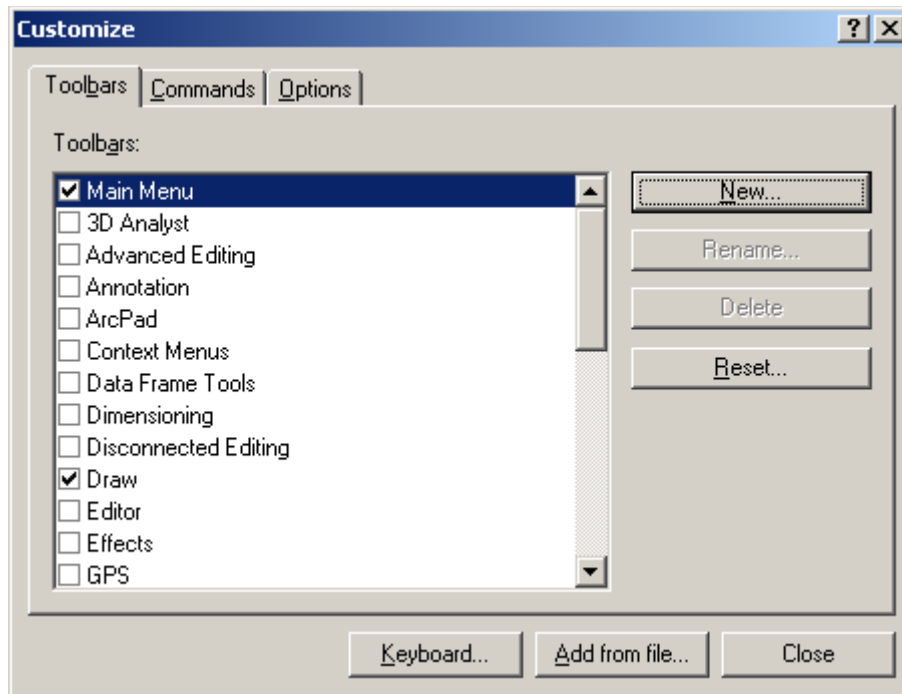 Customize
Toolbars Commands Options
Toolbars:
Main Menu
3D Analyst
Advanced Editing
Annotation
ArcPad
Context Menus
Data Frame Tools
Dimensioning
Disconnected Editing
Draw
Editor
Effects
GPS
New...
Rename...
Delete
Reset...
Keyboard... Add from file... Close